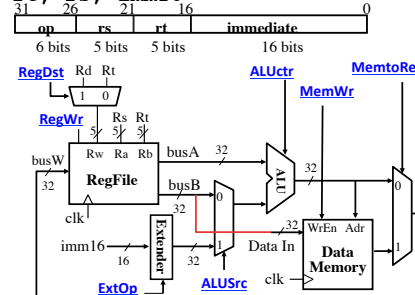 31 26 21 16 0
op rs rt immediate
6 bits 5 bits 5 bits 16 bits
RegDst Rd Rt
ALUctr MemtoRe
1 0
MemWr
RegWr Rs Rt
5 5 5
busW Rw Ra Rb busA 32
32 RegFile ALU 32
busB 0 0
clk 32
32 WrEn Adr
imm16 Extender 1 Data In Data 1
16 32 Memory
clk
ExtOp ALUSrc